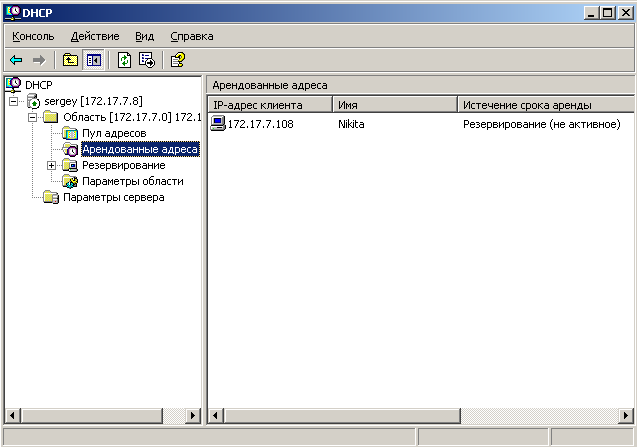 DHCP
Консоль Действие Вид Справка
DHCP
sergey [172.17.7.8]
Область [172.17.7.0] 172.1
Пул адресов
Арендованные адреса
Резервирование
Параметры области
Параметры сервера
Арендованные адреса
IP-адрес клиента Имя Истечение срока аренды
172.17.7.108 Nikita Резервирование (не активное)